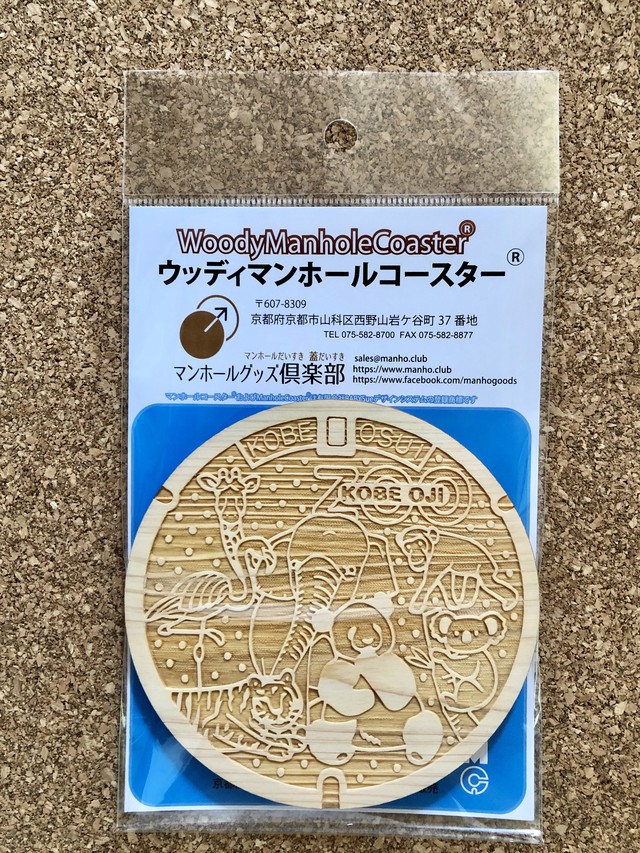 WoodyManholeCoaster®
ウッディマンホールコースター®
〒607-8309
京都府京都市山科区西野山岩ケ谷町 37 番地
TEL 075-582-8700 FAX 075-582-8877
マンホールだいすき 蓋だいすき
マンホールグッズ倶楽部
sales@manho.club
https://www.manho.club
https://www.facebook.com/manhogoods
KOBE OSUI
ZOO
KOBE OJI